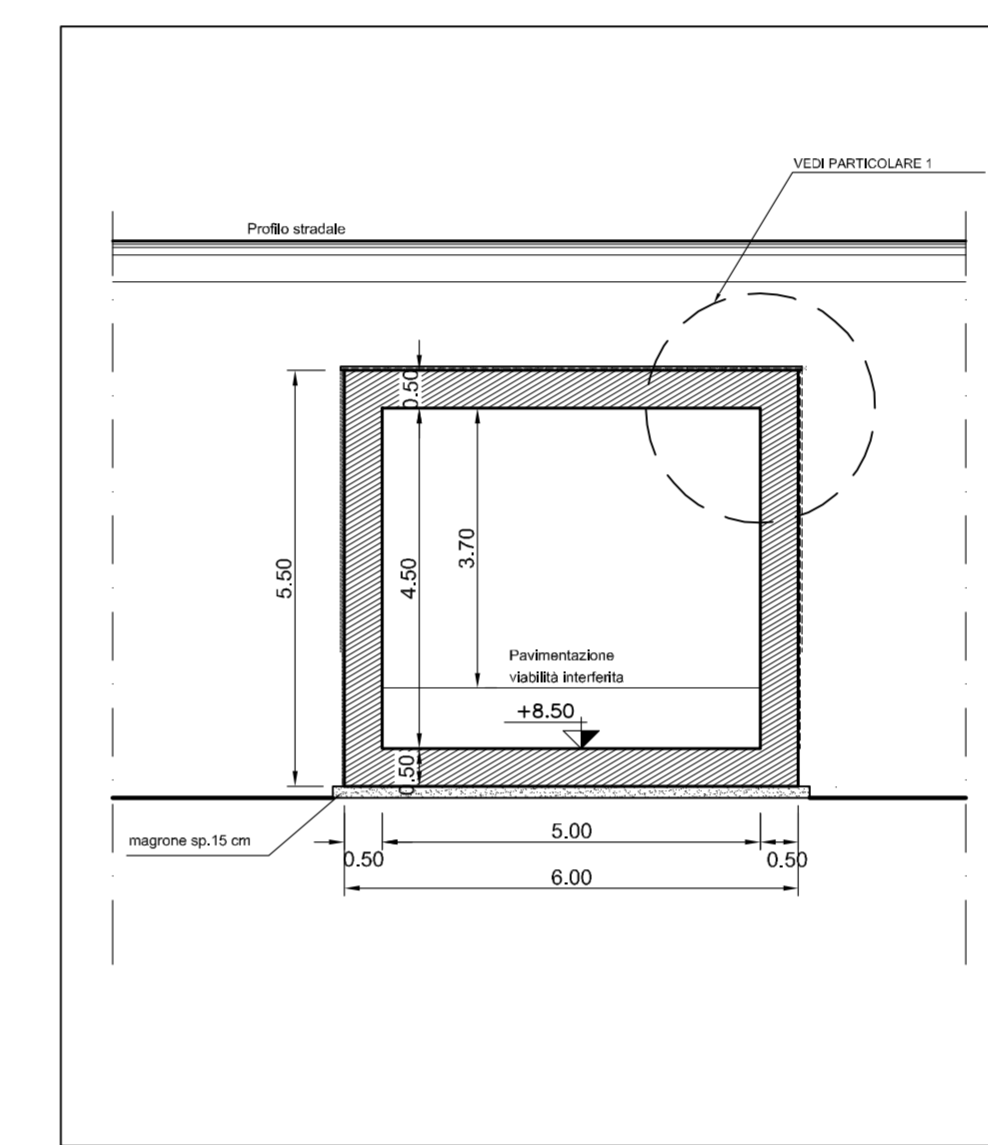 VEDI PARTICOLARE 1
Profilo stradale
0.50
5.50
4.50
3.70
Pavimentazione
viabilità interferita
+8.50
0.50
magrone sp.15 cm
5.00
0.50
0.50
6.00